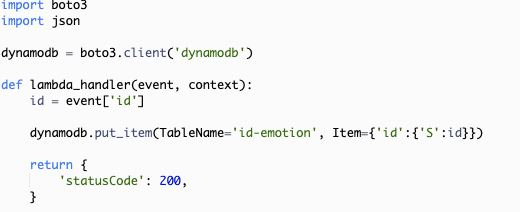 import boto3
import json
dynamodb = boto3.client('dynamodb')
def lambda_handler(event, context):
    id = event['id']
    dynamodb.put_item(TableName='id-emotion', Item={'id':{'S':id}})
    return {
        'statusCode': 200,
    }